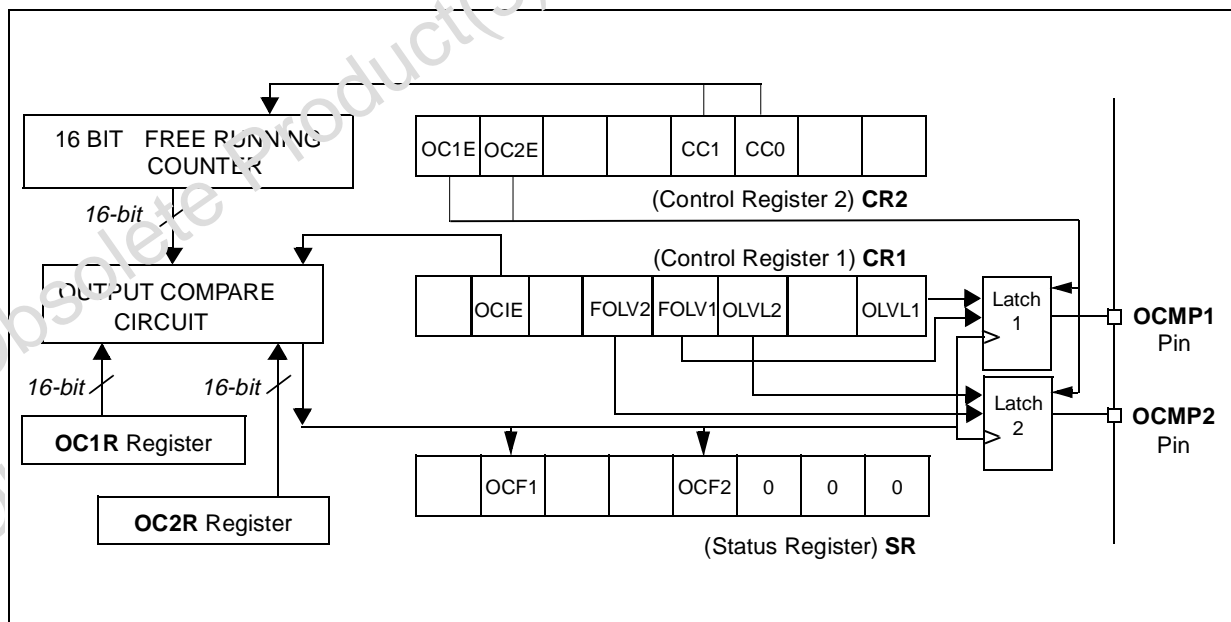 Obsolete Product(s)
16 BIT FREE RUNNING
COUNTER
OC1E OC2E CC1 CC0
(Control Register 2) CR2
16-bit
(Control Register 1) CR1
OUTPUT COMPARE
CIRCUIT
OCIE FOLV2 FOLV1 OLVL2 OLVL1
Latch
1
OCMP1
Pin
16-bit
16-bit
Latch
2
OCMP2
Pin
OC1R Register
OCF1 OCF2 0 0 0
OC2R Register
(Status Register) SR